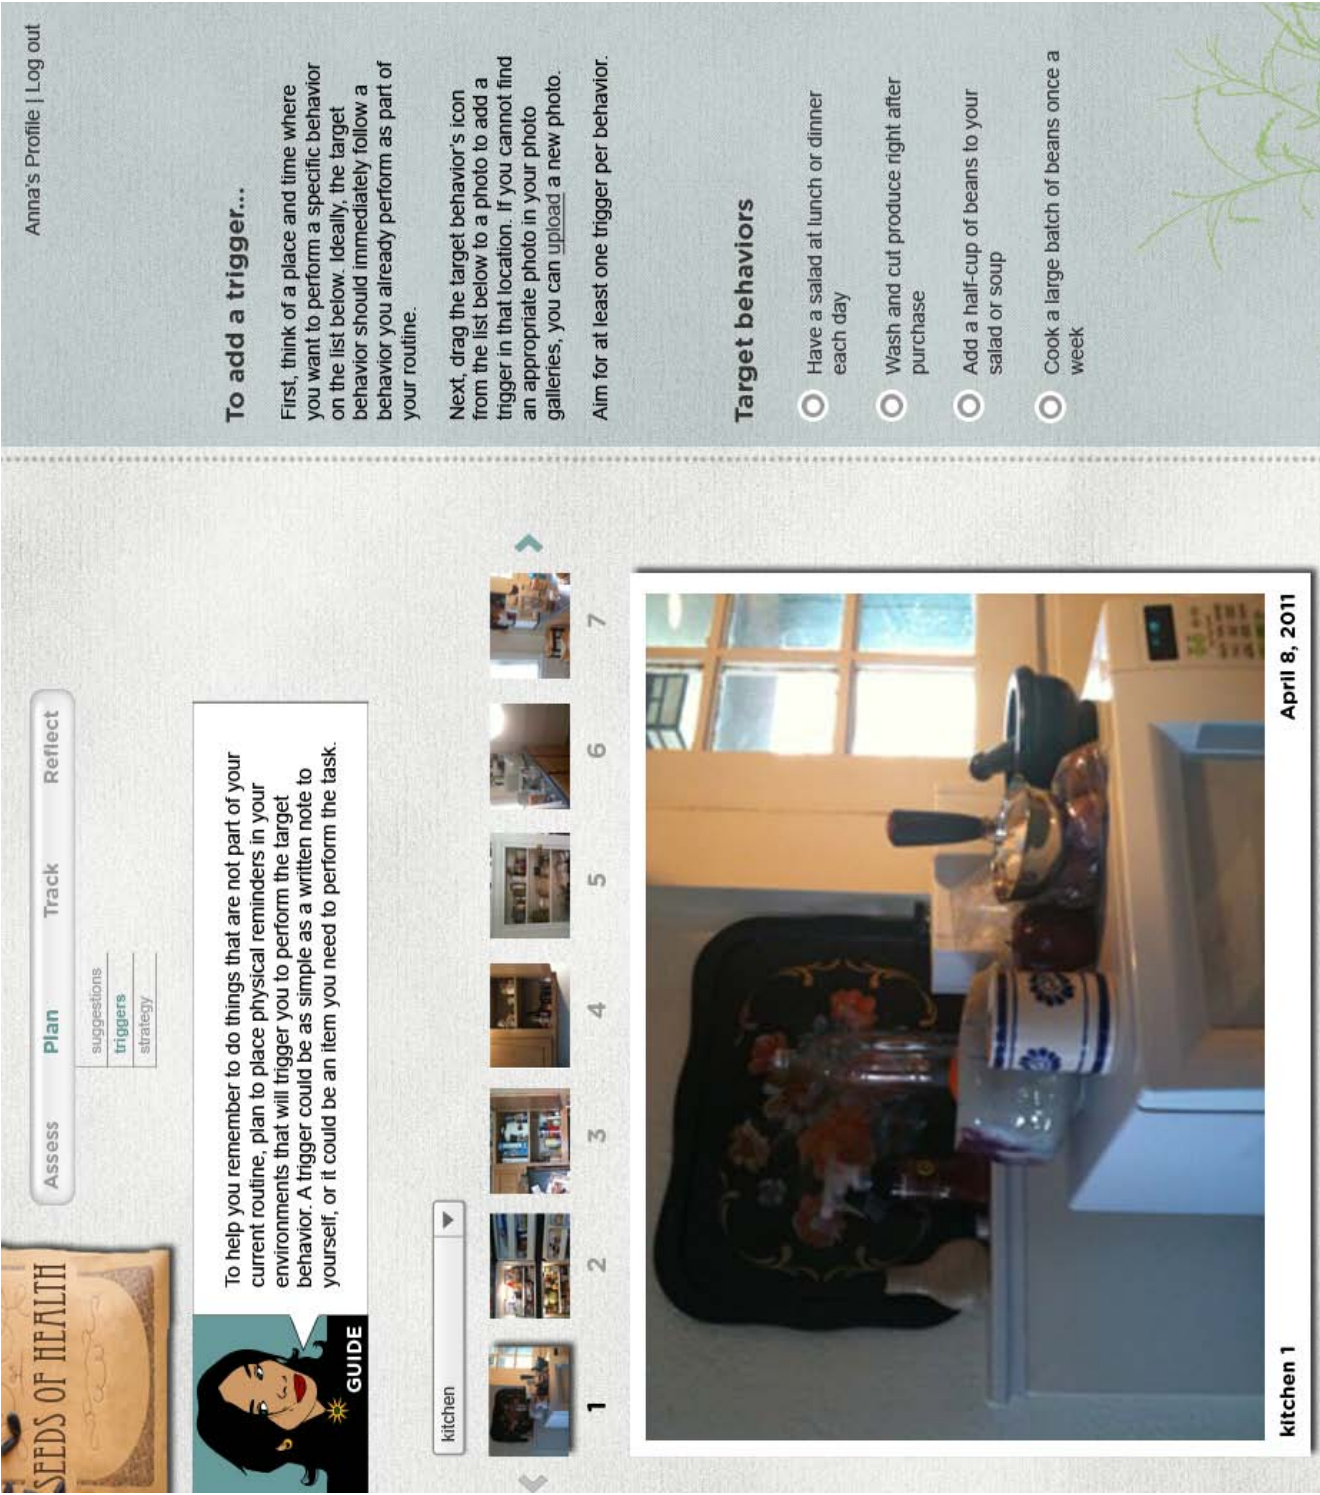 SEEDS OF HEALTH
Assess Plan Track Reflect
suggestions
triggers
strategy
Anna's Profile | Log out
GUIDE
To help you remember to do things that are not part of your
current routine, plan to place physical reminders in your
environments that will trigger you to perform the target
behavior. A trigger could be as simple as a written note to
yourself, or it could be an item you need to perform the task.
kitchen
1 2 3 4 5 6 7
kitchen 1 April 8, 2011
To add a trigger...
First, think of a place and time where
you want to perform a specific behavior
on the list below. Ideally, the target
behavior should immediately follow a
behavior you already perform as part of
your routine.
Next, drag the target behavior's icon
from the list below to a photo to add a
trigger in that location. If you cannot find
an appropriate photo in your photo
galleries, you can upload a new photo.
Aim for at least one trigger per behavior.
Target behaviors
Have a salad at lunch or dinner
each day
Wash and cut produce right after
purchase
Add a half-cup of beans to your
salad or soup
Cook a large batch of beans once a
week